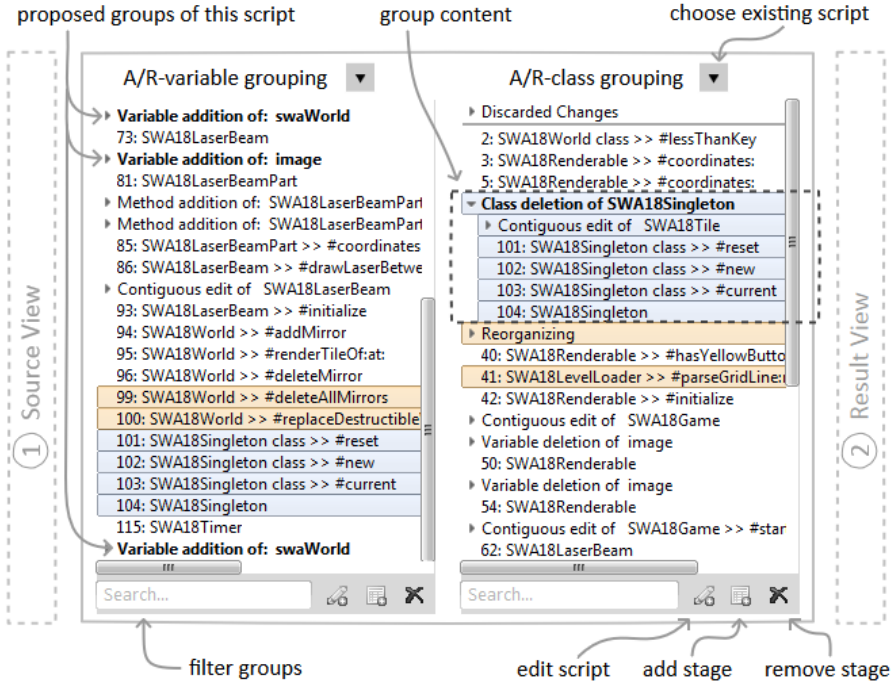 proposed groups of this script
group content
choose existing script
A/R-variable grouping
A/R-class grouping
1 Source View
Variable addition of: swaWorld
73: SWA18LaserBeam
Variable addition of: image
81: SWA18LaserBeamPart
Method addition of: SWA18LaserBeamPart
Method addition of: SWA18LaserBeamPart
85: SWA18LaserBeamPart >> #coordinates
86: SWA18LaserBeam >> #drawLaserBetwe
Contiguous edit of SWA18LaserBeam
93: SWA18LaserBeam >> #initialize
94: SWA18World >> #addMirror
95: SWA18World >> #renderTileOf:at:
96: SWA18World >> #deleteMirror
99: SWA18World >> #deleteAllMirrors
100: SWA18World >> #replaceDestructible
101: SWA18Singleton class >> #reset
102: SWA18Singleton class >> #new
103: SWA18Singleton class >> #current
104: SWA18Singleton
115: SWA18Timer
Variable addition of: swaWorld
Search...
Discarded Changes
2: SWA18World class >> #lessThanKey
3: SWA18Renderable >> #coordinates:
5: SWA18Renderable >> #coordinates:
Class deletion of SWA18Singleton
Contiguous edit of SWA18Tile
101: SWA18Singleton class >> #reset
102: SWA18Singleton class >> #new
103: SWA18Singleton class >> #current
104: SWA18Singleton
Reorganizing
40: SWA18Renderable >> #hasYellowButto
41: SWA18LevelLoader >> #parseGridLine:
42: SWA18Renderable >> #initialize
Contiguous edit of SWA18Game
Variable deletion of image
50: SWA18Renderable
Variable deletion of image
54: SWA18Renderable
Contiguous edit of SWA18Game >> #star
62: SWA18LaserBeam
Search...
2 Result View
filter groups
edit script
add stage
remove stage